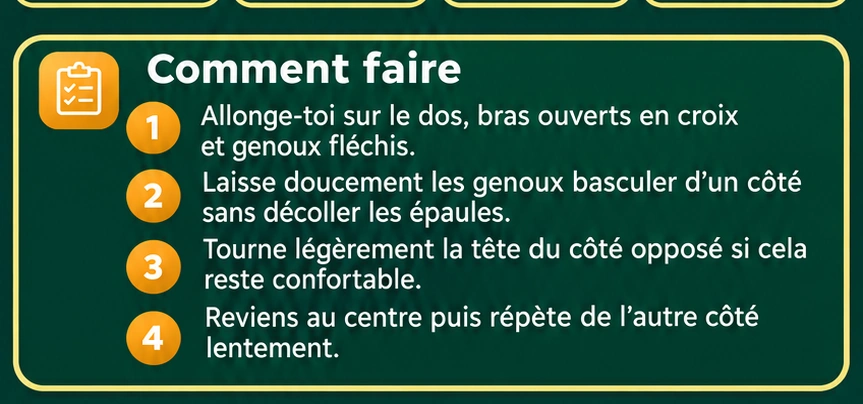 Comment faire
1 Allonge-toi sur le dos, bras ouverts en croix
et genoux fléchis.
2 Laisse doucement les genoux basculer d’un côté
sans décoller les épaules.
3 Tourne légèrement la tête du côté opposé si cela
reste confortable.
4 Reviens au centre puis répète de l’autre côté
lentement.